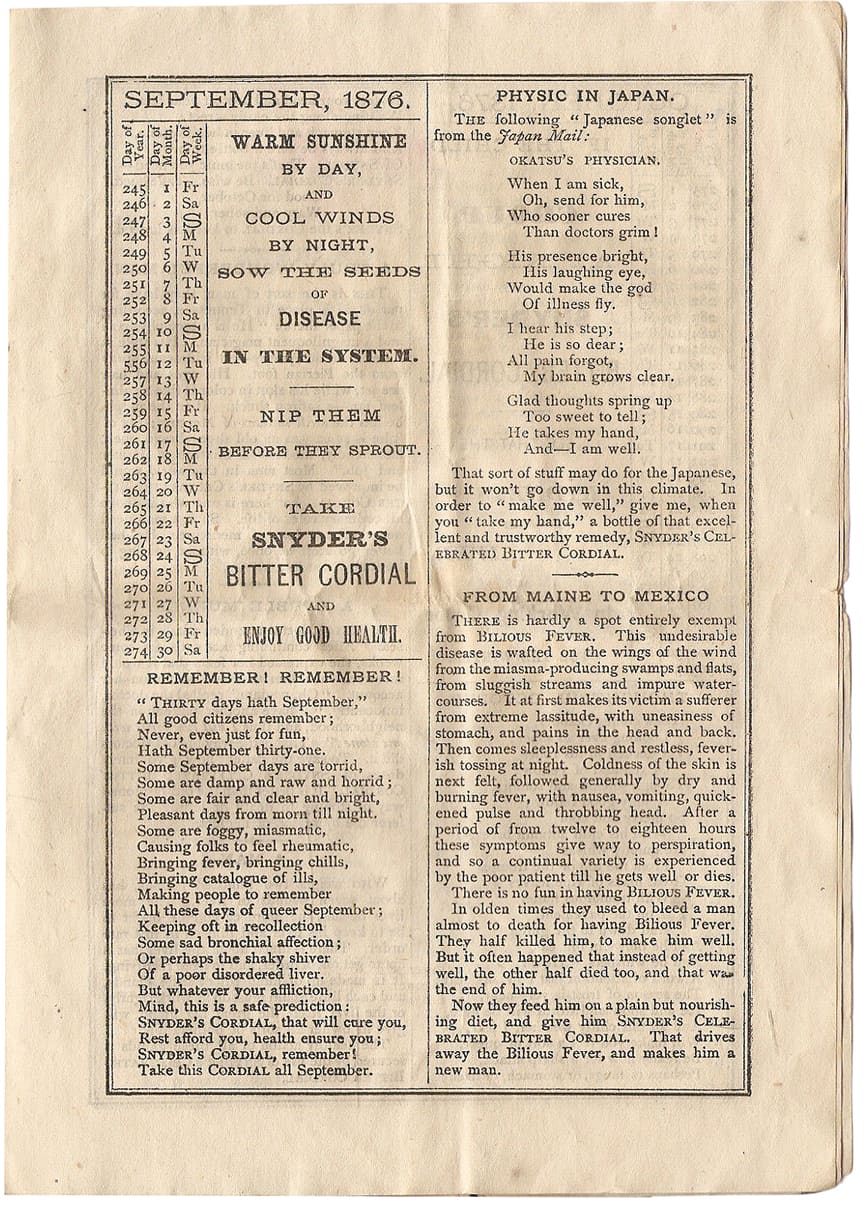 SEPTEMBER, 1876.
Day of Year. Day of Month. Day of Week.
245 1 Fr
246 2 Sa
247 3 S
248 4 M
249 5 Tu
250 6 W
251 7 Th
252 8 Fr
253 9 Sa
254 10 S
255 11 M
556 12 Tu
257 13 W
258 14 Th
259 15 Fr
260 16 Sa
261 17 S
262 18 M
263 19 Tu
264 20 W
265 21 Th
266 22 Fr
267 23 Sa
268 24 S
269 25 M
270 26 Tu
271 27 W
272 28 Th
273 29 Fr
274 30 Sa
WARM SUNSHINE
BY DAY,
AND
COOL WINDS
BY NIGHT,
SOW THE SEEDS
OF
DISEASE
IN THE SYSTEM.
NIP THEM
BEFORE THEY SPROUT.
TAKE
SNYDER'S
BITTER CORDIAL
AND
ENJOY GOOD HEALTH.
REMEMBER! REMEMBER!
"THIRTY days hath September,"
All good citizens remember;
Never, even just for fun,
Hath September thirty-one.
Some September days are torrid,
Some are damp and raw and horrid;
Some are fair and clear and bright,
Pleasant days from morn till night.
Some are foggy, miasmatic,
Causing folks to feel rheumatic,
Bringing fever, bringing chills,
Bringing catalogue of ills,
Making people to remember
All these days of queer September;
Keeping oft in recollection
Some sad bronchial affection;
Or perhaps the shaky shiver
Of a poor disordered liver.
But whatever your affliction,
Mind, this is a safe prediction:
SNYDER'S CORDIAL, that will cure you,
Rest afford you, health ensure you;
SNYDER'S CORDIAL, remember!
Take this CORDIAL all September.
PHYSIC IN JAPAN.
THE following "Japanese songlet" is
from the Japan Mail:
OKATSU'S PHYSICIAN.
When I am sick,
Oh, send for him,
Who sooner cures
Than doctors grim!
His presence bright,
His laughing eye,
Would make the god
Of illness fly.
I hear his step;
He is so dear;
All pain forgot,
My brain grows clear.
Glad thoughts spring up
Too sweet to tell;
He takes my hand,
And—I am well.
That sort of stuff may do for the Japanese,
but it won't go down in this climate. In
order to "make me well," give me, when
you "take my hand," a bottle of that excel-
lent and trustworthy remedy, SNYDER'S CEL-
EBRATED BITTER CORDIAL.
FROM MAINE TO MEXICO
THERE is hardly a spot entirely exempt
from BILIOUS FEVER. This undesirable
disease is wafted on the wings of the wind
from the miasma-producing swamps and flats,
from sluggish streams and impure water-
courses. It at first makes its victim a sufferer
from extreme lassitude, with uneasiness of
stomach, and pains in the head and back.
Then comes sleeplessness and restless, fever-
ish tossing at night. Coldness of the skin is
next felt, followed generally by dry and
burning fever, with nausea, vomiting, quick-
ened pulse and throbbing head. After a
period of from twelve to eighteen hours
these symptoms give way to perspiration,
and so a continual variety is experienced
by the poor patient till he gets well or dies.
There is no fun in having BILIOUS FEVER.
In olden times they used to bleed a man
almost to death for having Bilious Fever.
They half killed him, to make him well.
But it often happened that instead of getting
well, the other half died too, and that was
the end of him.
Now they feed him on a plain but nourish-
ing diet, and give him SNYDER'S CELE-
BRATED BITTER CORDIAL. That drives
away the Bilious Fever, and makes him a
new man.